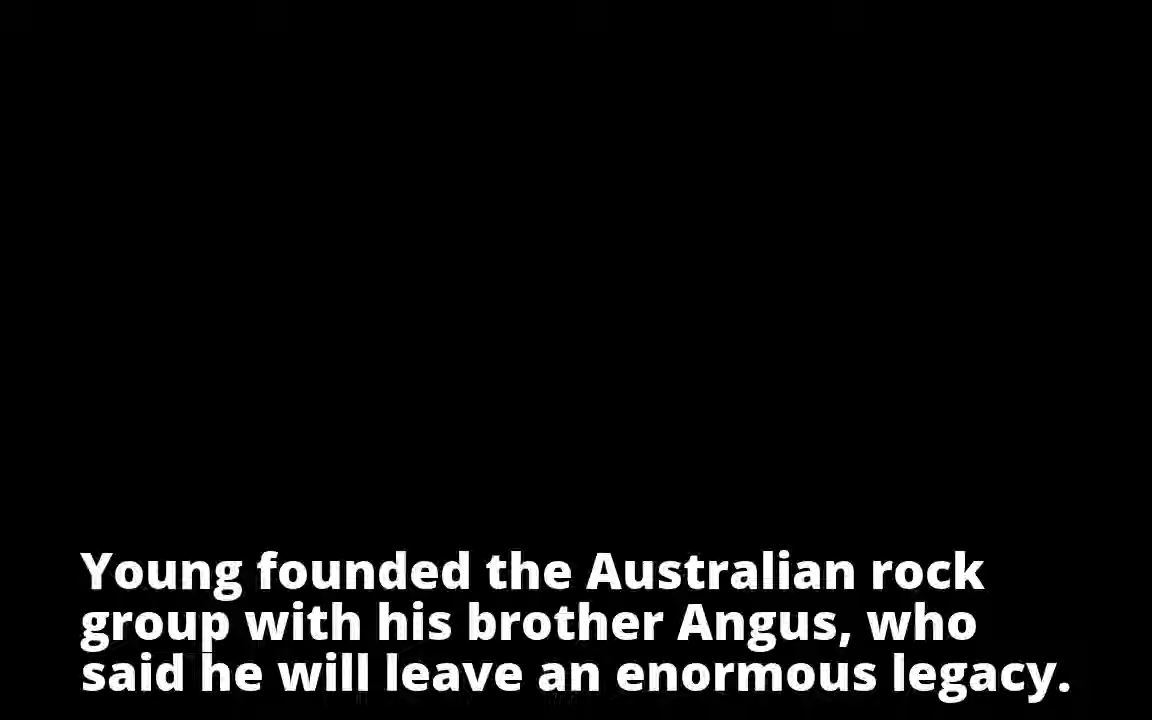 Young founded the Australian rock
group with his brother Angus, who
said he will leave an enormous legacy.